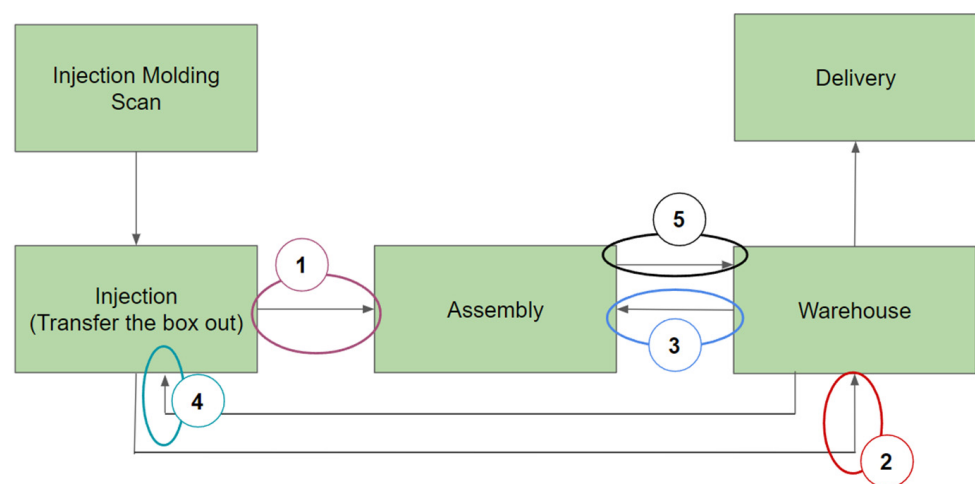 Injection Molding
Scan
Delivery
1
5
Injection
(Transfer the box out)
Assembly
Warehouse
3
4
2